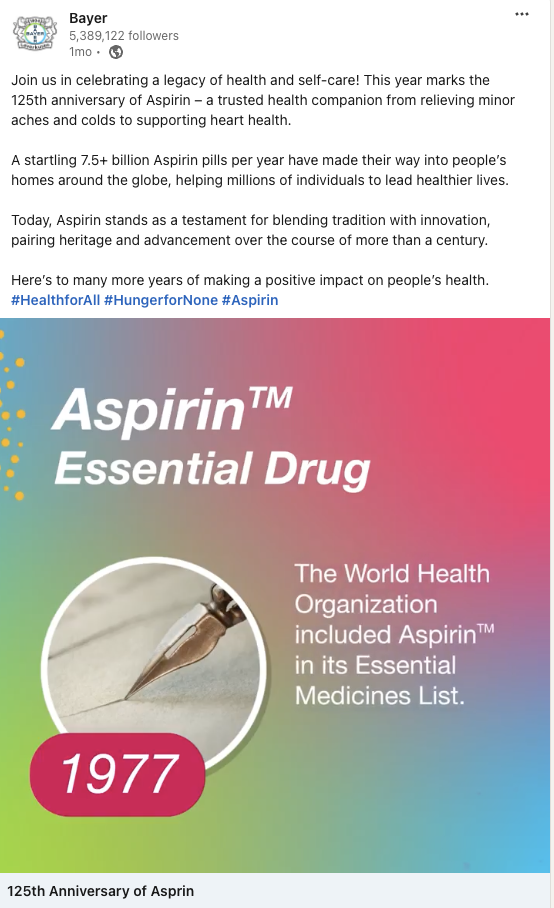 Bayer
5,389,122 followers
1mo •
Join us in celebrating a legacy of health and self-care! This year marks the
125th anniversary of Aspirin – a trusted health companion from relieving minor
aches and colds to supporting heart health.
A startling 7.5+ billion Aspirin pills per year have made their way into people’s
homes around the globe, helping millions of individuals to lead healthier lives.
Today, Aspirin stands as a testament for blending tradition with innovation,
pairing heritage and advancement over the course of more than a century.
Here’s to many more years of making a positive impact on people’s health.
#HealthforAll #HungerforNone #Aspirin
Aspirin™
Essential Drug
The World Health
Organization
included Aspirin™
in its Essential
Medicines List.
1977
125th Anniversary of Asprin